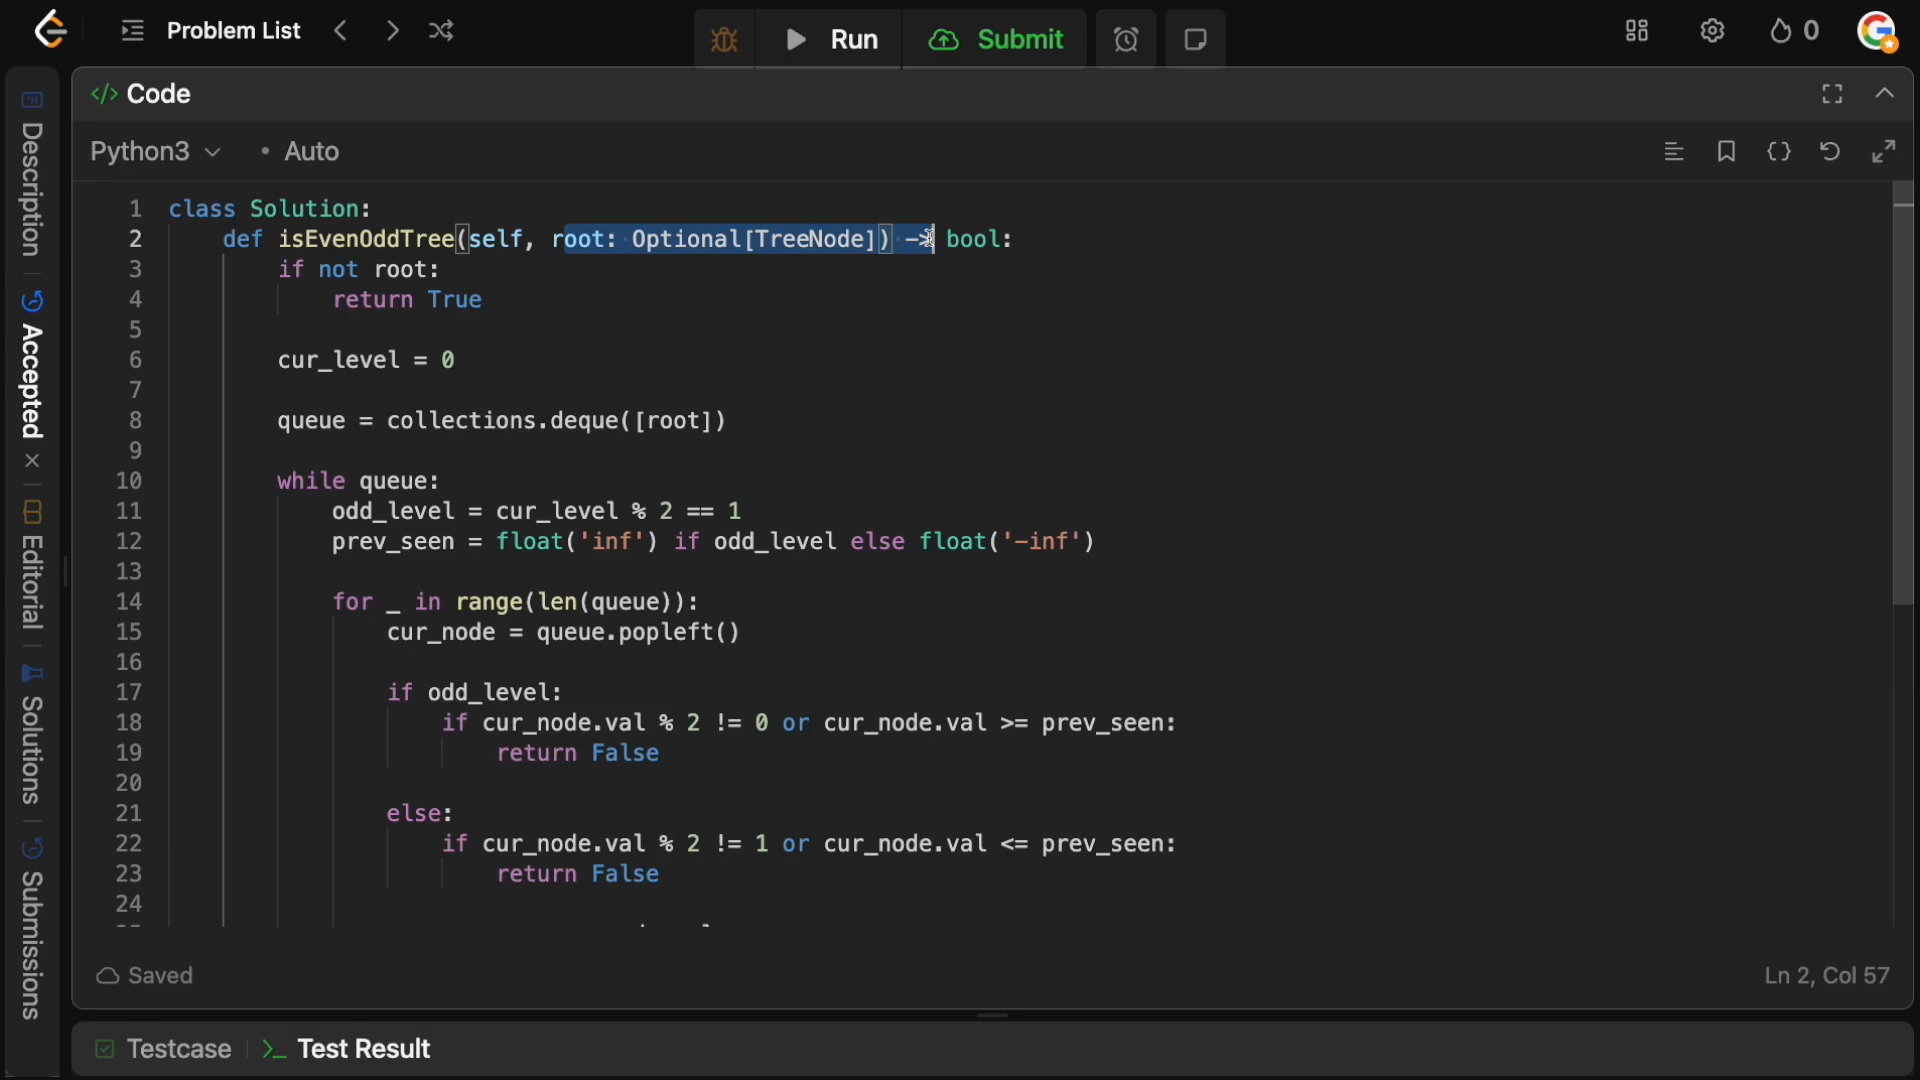 Problem List
Run
Submit
0
Description
Accepted
Editorial
Solutions
Submissions
</> Code
Python3
• Auto
1 class Solution:
2 def isEvenOddTree(self, root: Optional[TreeNode]) -> bool:
3 if not root:
4 return True
5
6 cur_level = 0
7
8 queue = collections.deque([root])
9
10 while queue:
11 odd_level = cur_level % 2 == 1
12 prev_seen = float('inf') if odd_level else float('-inf')
13
14 for _ in range(len(queue)):
15 cur_node = queue.popleft()
16
17 if odd_level:
18 if cur_node.val % 2 != 0 or cur_node.val >= prev_seen:
19 return False
20
21 else:
22 if cur_node.val % 2 != 1 or cur_node.val <= prev_seen:
23 return False
24
Saved
Ln 2, Col 57
Testcase
Test Result